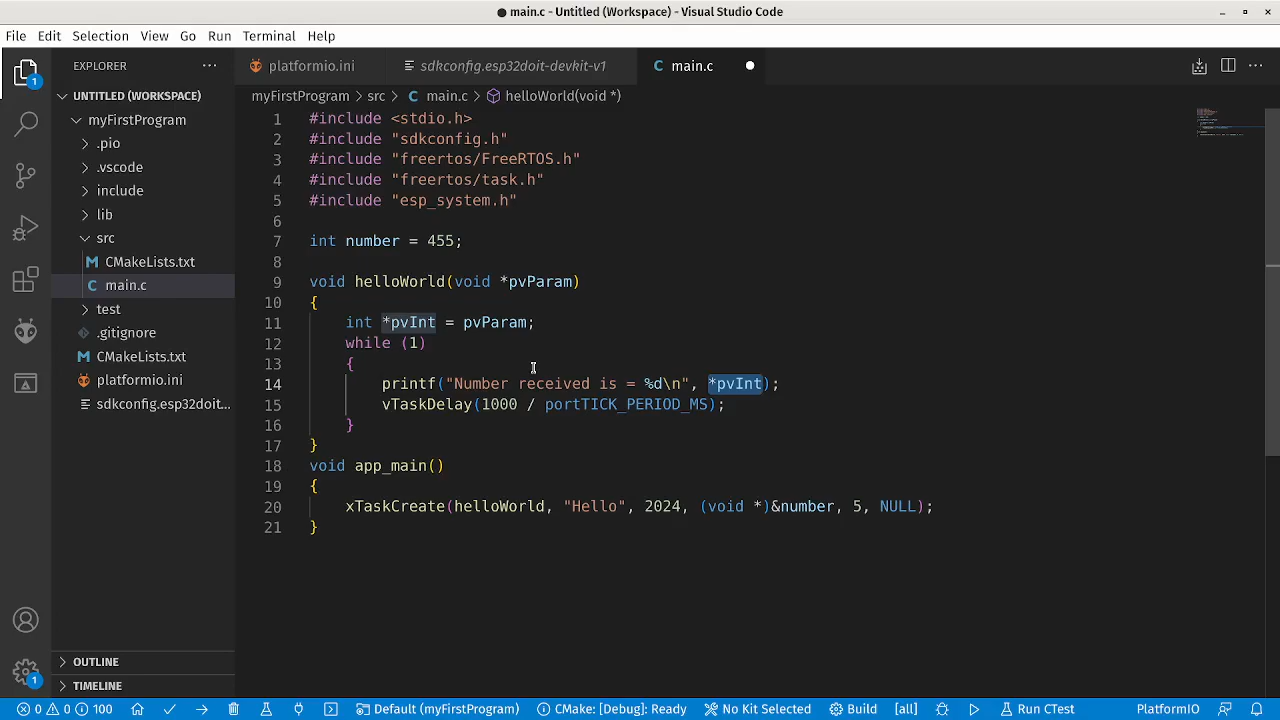 main.c - Untitled (Workspace) - Visual Studio Code
File Edit Selection View Go Run Terminal Help
EXPLORER
platformio.ini sdkconfig.esp32doit-devkit-v1 main.c
UNTITLED (WORKSPACE)
myFirstProgram
.pio
.vscode
include
lib
src
CMakeLists.txt
main.c
test
.gitignore
CMakeLists.txt
platformio.ini
sdkconfig.esp32doit...
OUTLINE
TIMELINE
myFirstProgram > src > C main.c > helloWorld(void *)
1 #include <stdio.h>
2 #include "sdkconfig.h"
3 #include "freertos/FreeRTOS.h"
4 #include "freertos/task.h"
5 #include "esp_system.h"
6
7 int number = 455;
8
9 void helloWorld(void *pvParam)
10 {
11 int *pvInt = pvParam;
12 while (1)
13 {
14 printf("Number received is = %d\n", *pvInt);
15 vTaskDelay(1000 / portTICK_PERIOD_MS);
16 }
17 }
18 void app_main()
19 {
20 xTaskCreate(helloWorld, "Hello", 2024, (void *)&number, 5, NULL);
21 }
0 0 100 Default (myFirstProgram) CMake: [Debug]: Ready No Kit Selected Build [all] Run CTest PlatformIO